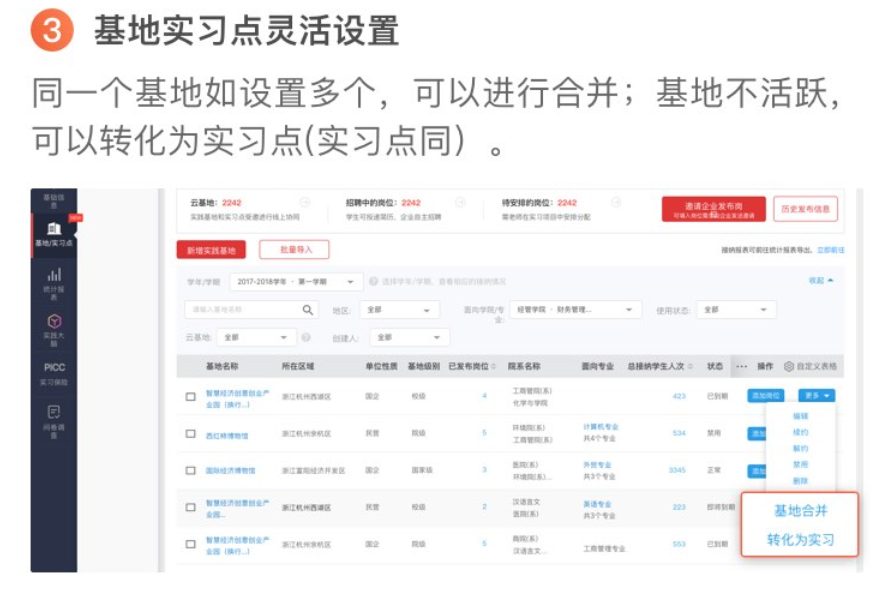 3 基地实习点灵活设置
同一个基地如设置多个，可以进行合并；基地不活跃，
可以转化为实习点(实习点同）。
基础信息
NEW
基地/实习点
统计报表
实践大脑
PICC
实习保险
问卷调查
云基地: 2242 招聘中的岗位: 2242 待安排的岗位: 2242
实践基地和实习点受邀进行线上协同 学生可投递简历，企业自主招聘 需老师在实习项目中安排分配
邀请企业发布岗
历史发布信息
新增实践基地 批量导入 接纳报表可前往统计报表导出，立即前往
学年/学期 2017-2018学年 · 第一学期 选择学年/学期，查看相应的接纳情况 收起
请输入基地名称 地区: 全部 面向学院/专业: 经管学院 · 财务管理... 使用状态: 全部
云基地: 全部 创建人: 全部
基地名称 所在区域 单位性质 基地级别 已发布岗位 院系名称 面向专业 总接纳学生人次 状态 ··· 操作 自定义表格
智慧经济创意创业产业园（换行...） 浙江杭州西湖区 国企 校级 4 工商管院(系) 化学与学院 423 已到期 添加岗位 更多
西红柿博物馆 浙江杭州余杭区 民营 院级 5 环境院(系) 工商管院(系) 计算机专业 共4个专业 534 禁用 添加
国际经济博物馆 浙江富阳经济开发区 国企 国家级 3 医院(系) 环境院(系)... 外贸专业 共3个专业 3345 正常 添加
智慧经济创意创业产业园... 浙江杭州西湖区 民营 校级 2 汉语言文 医院(系) 英语专业 共3个专业 223 即将到期
智慧经济创意创业产业园（换行...） 浙江杭州余杭区 国企 院级 5 商院(系) 汉语言文... 工商管理专业 553 已到期
编辑
续约
解约
禁用
删除
基地合并
转化为实习